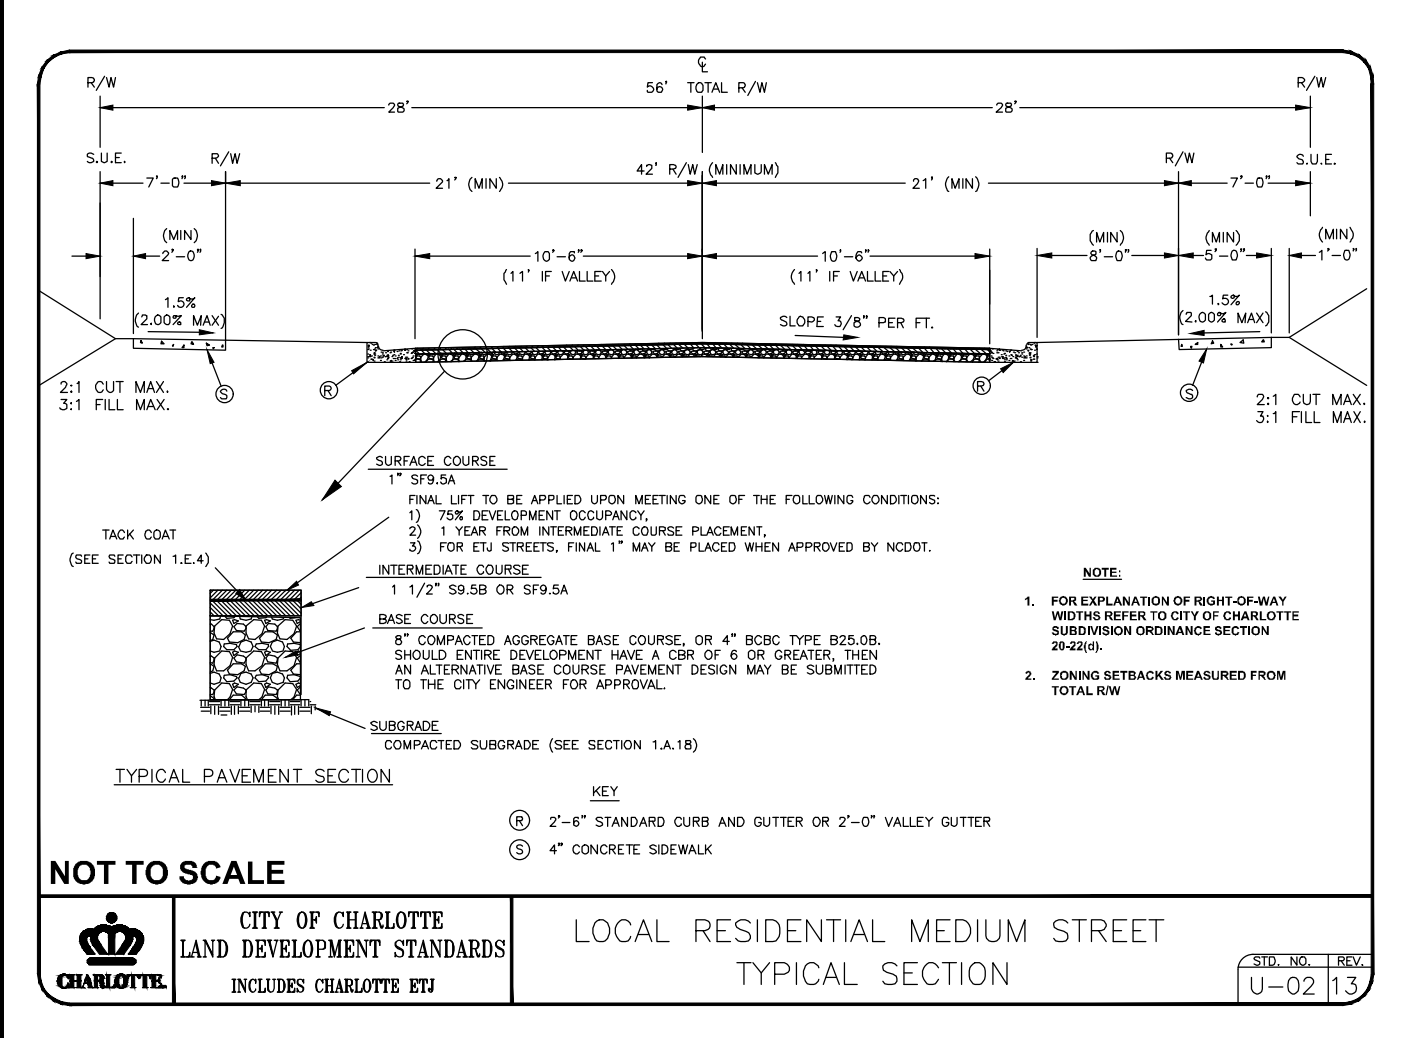 ℄
R/W
56' TOTAL R/W
R/W
28'
28'
S.U.E.
R/W
42' R/W (MINIMUM)
R/W
S.U.E.
7'-0"
21' (MIN)
21' (MIN)
7'-0"
(MIN)
2'-0"
10'-6"
(11' IF VALLEY)
10'-6"
(11' IF VALLEY)
(MIN)
8'-0"
(MIN)
5'-0"
(MIN)
1'-0"
1.5%
(2.00% MAX)
SLOPE 3/8" PER FT.
1.5%
(2.00% MAX)
2:1 CUT MAX.
3:1 FILL MAX.
S
R
R
S
2:1 CUT MAX.
3:1 FILL MAX.
SURFACE COURSE
1" SF9.5A
FINAL LIFT TO BE APPLIED UPON MEETING ONE OF THE FOLLOWING CONDITIONS:
1) 75% DEVELOPMENT OCCUPANCY,
2) 1 YEAR FROM INTERMEDIATE COURSE PLACEMENT,
3) FOR ETJ STREETS, FINAL 1" MAY BE PLACED WHEN APPROVED BY NCDOT.
TACK COAT
(SEE SECTION 1.E.4)
INTERMEDIATE COURSE
1 1/2" S9.5B OR SF9.5A
BASE COURSE
8" COMPACTED AGGREGATE BASE COURSE, OR 4" BCBC TYPE B25.0B.
SHOULD ENTIRE DEVELOPMENT HAVE A CBR OF 6 OR GREATER, THEN
AN ALTERNATIVE BASE COURSE PAVEMENT DESIGN MAY BE SUBMITTED
TO THE CITY ENGINEER FOR APPROVAL.
SUBGRADE
COMPACTED SUBGRADE (SEE SECTION 1.A.18)
TYPICAL PAVEMENT SECTION
NOTE:
1. FOR EXPLANATION OF RIGHT-OF-WAY
WIDTHS REFER TO CITY OF CHARLOTTE
SUBDIVISION ORDINANCE SECTION
20-22(d).
2. ZONING SETBACKS MEASURED FROM
TOTAL R/W
KEY
R 2'-6" STANDARD CURB AND GUTTER OR 2'-0" VALLEY GUTTER
S 4" CONCRETE SIDEWALK
NOT TO SCALE
CHARLOTTE.
CITY OF CHARLOTTE
LAND DEVELOPMENT STANDARDS
INCLUDES CHARLOTTE ETJ
LOCAL RESIDENTIAL MEDIUM STREET
TYPICAL SECTION
STD. NO. REV.
U-02 13